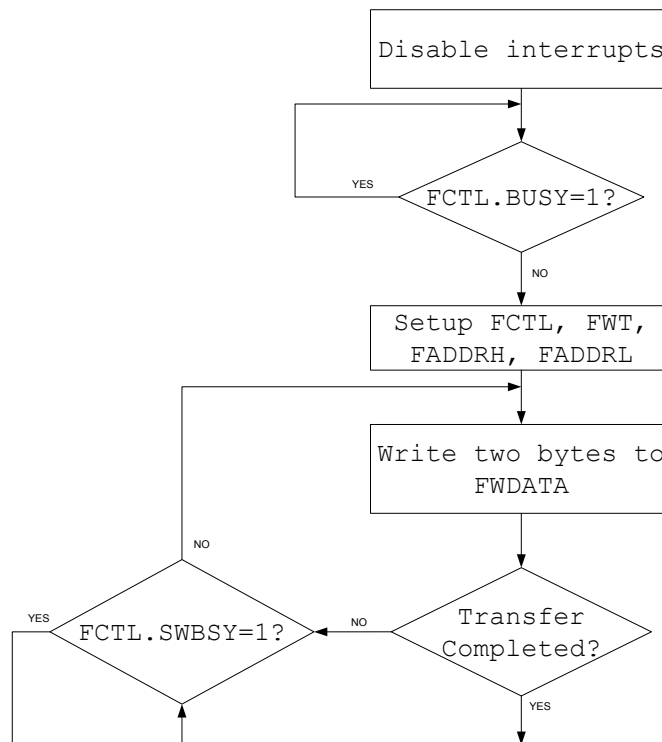 Disable interrupts
YES
FCTL.BUSY=1?
NO
Setup FCTL, FWT,
FADDRH, FADDRL
Write two bytes to
FWDATA
NO
YES
FCTL.SWBSY=1?
NO
Transfer
Completed?
YES